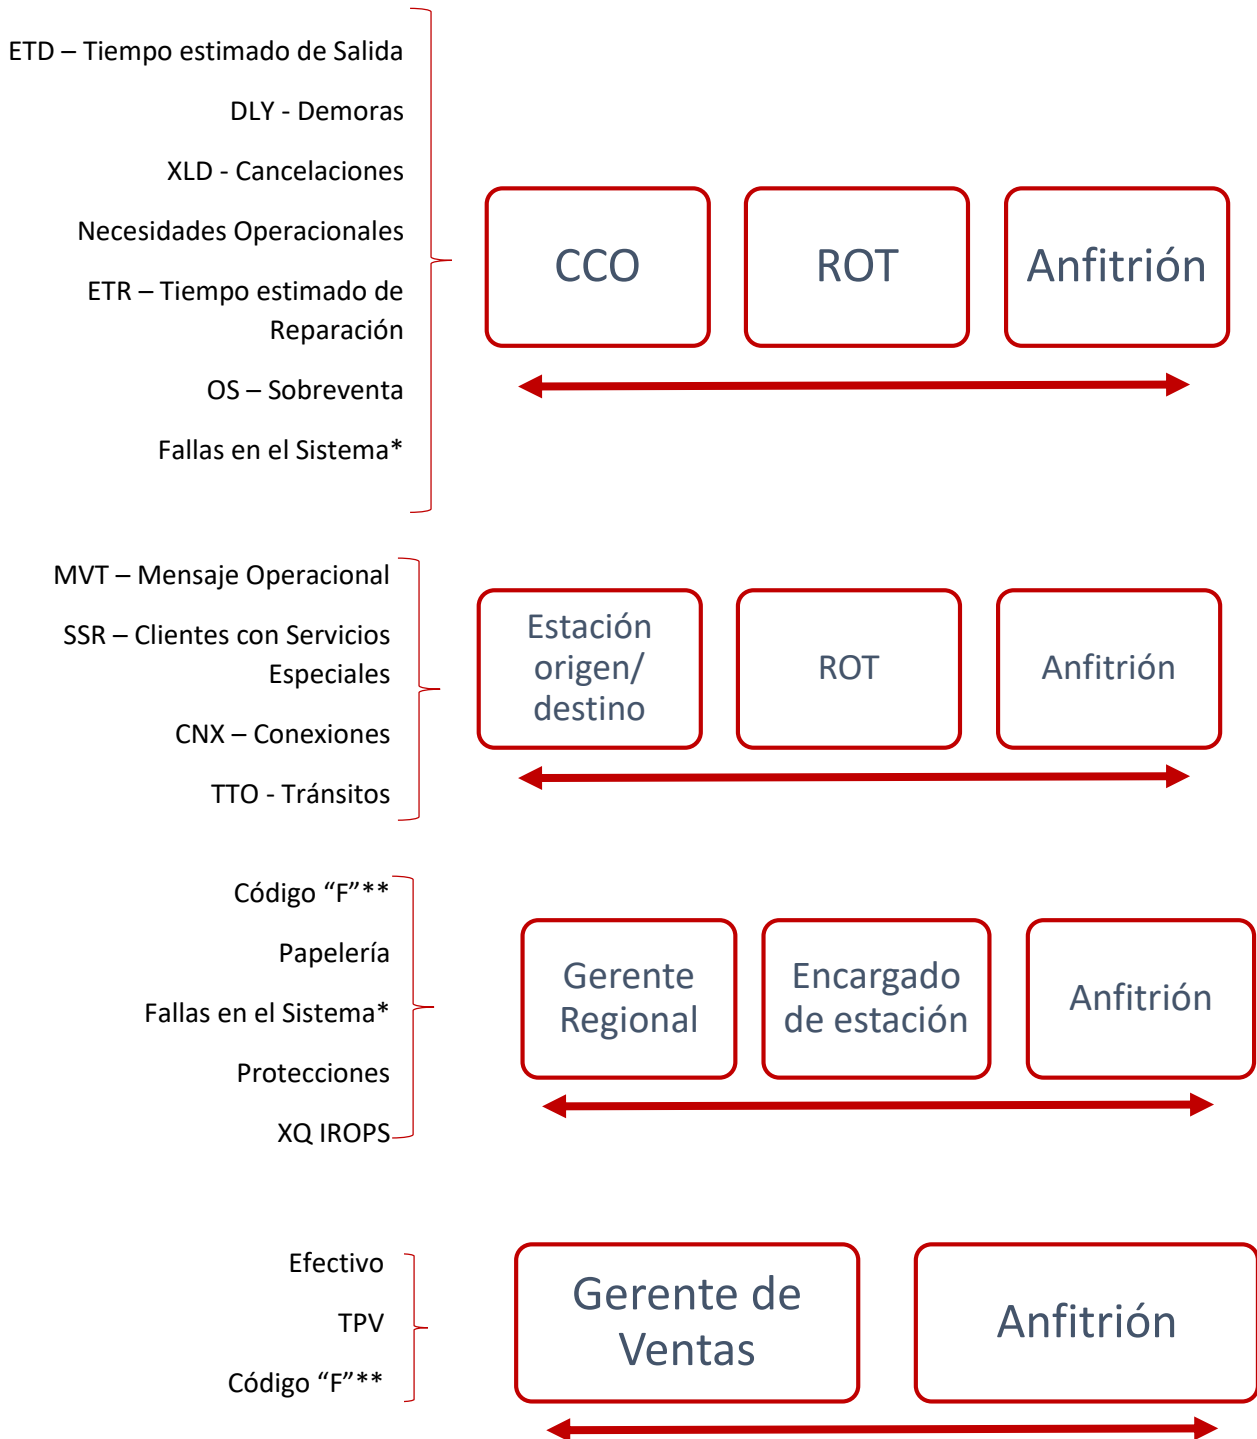 ETD – Tiempo estimado de Salida
DLY - Demoras
XLD - Cancelaciones
Necesidades Operacionales
ETR – Tiempo estimado de
Reparación
OS – Sobreventa
Fallas en el Sistema*
CCO
ROT
Anfitrión
MVT – Mensaje Operacional
SSR – Clientes con Servicios
Especiales
CNX – Conexiones
TTO - Tránsitos
Estación
origen/
destino
ROT
Anfitrión
Código “F”**
Papelería
Fallas en el Sistema*
Protecciones
XQ IROPS
Gerente
Regional
Encargado
de estación
Anfitrión
Efectivo
TPV
Código “F”**
Gerente de
Ventas
Anfitrión